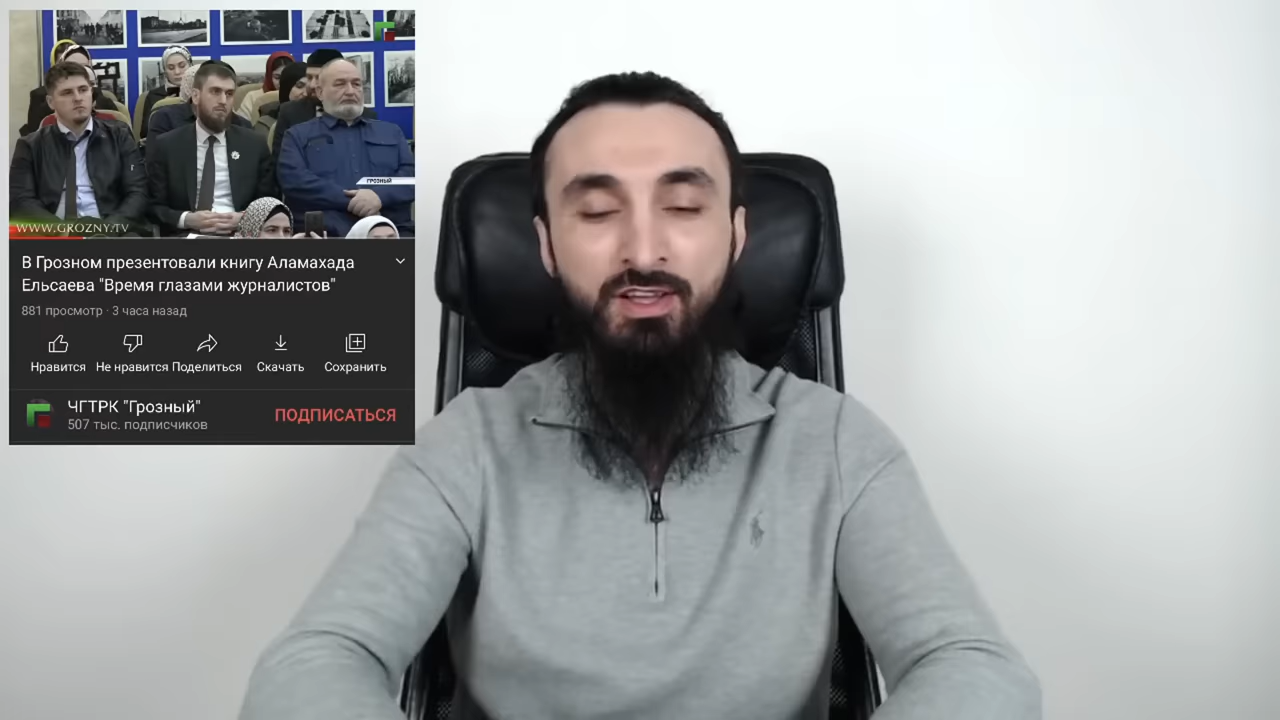 ГРОЗНЫЙ
WWW.GROZNY.TV
В Грозном презентовали книгу Аламахада
Ельсаева "Время глазами журналистов"
881 просмотр · 3 часа назад
Нравится Не нравится Поделиться Скачать Сохранить
ЧГТРК "Грозный"
ПОДПИСАТЬСЯ
507 тыс. подписчиков